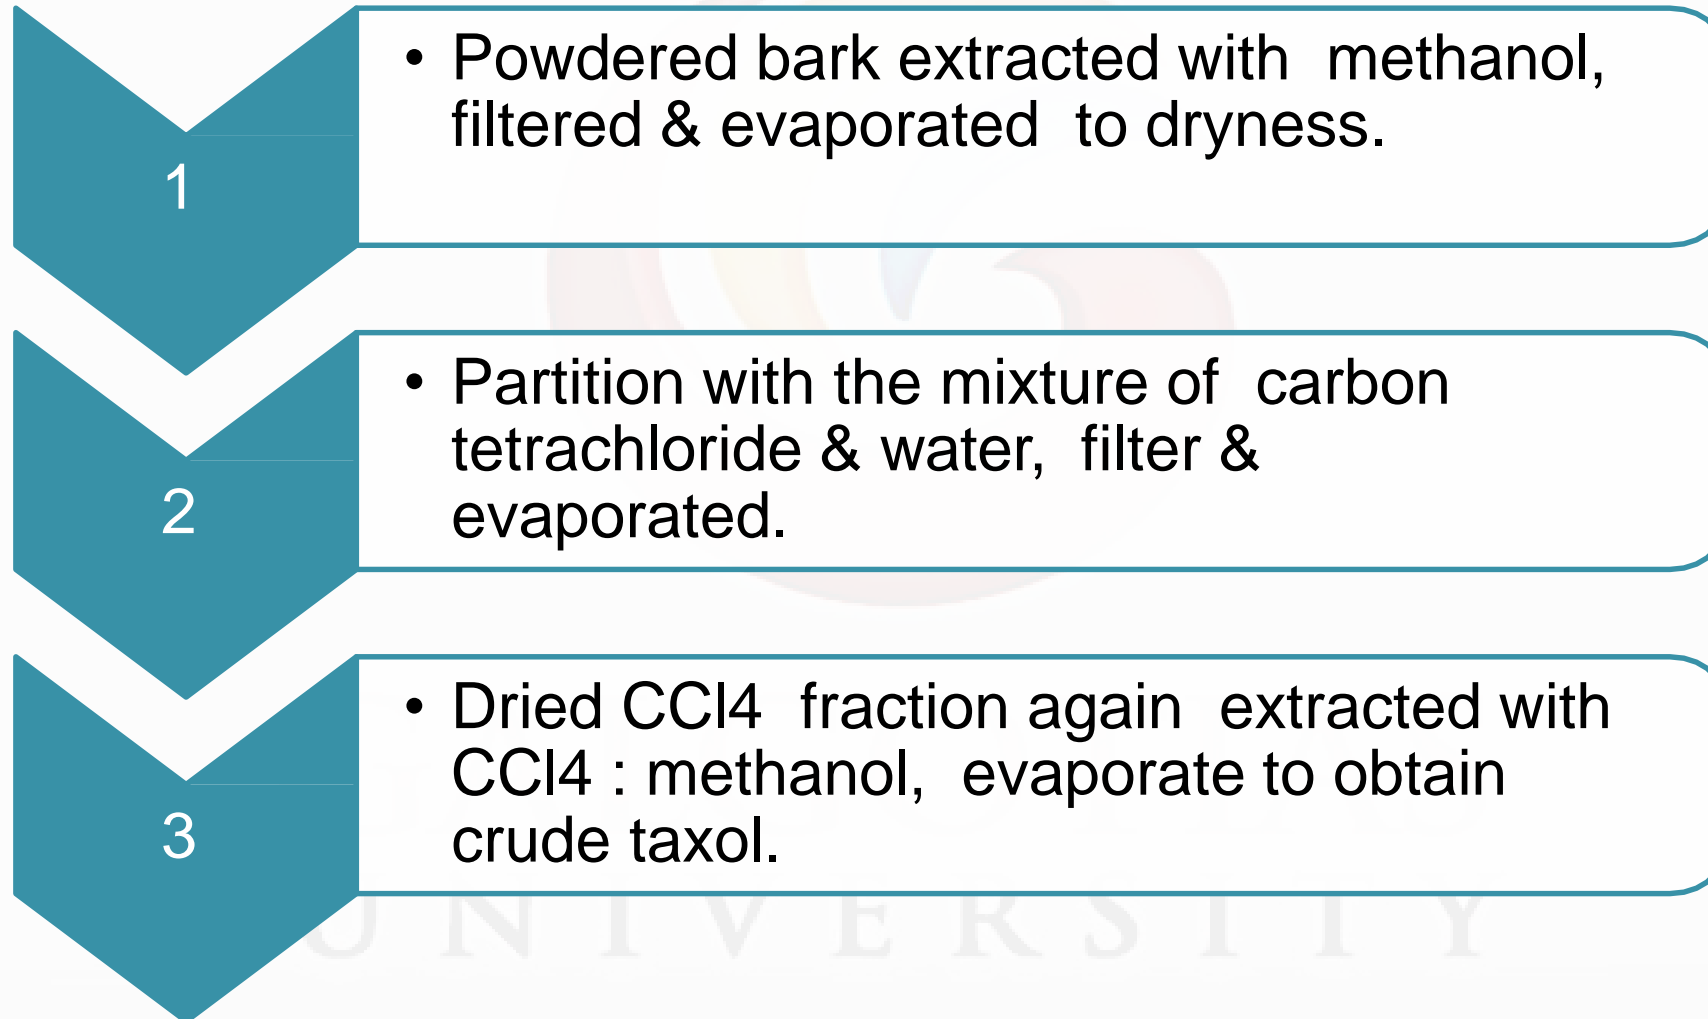 1
• Powdered bark extracted with methanol,
filtered & evaporated to dryness.
2
• Partition with the mixture of carbon
tetrachloride & water, filter &
evaporated.
3
• Dried CCl4 fraction again extracted with
CCl4 : methanol, evaporate to obtain
crude taxol.
UNIVERSITY